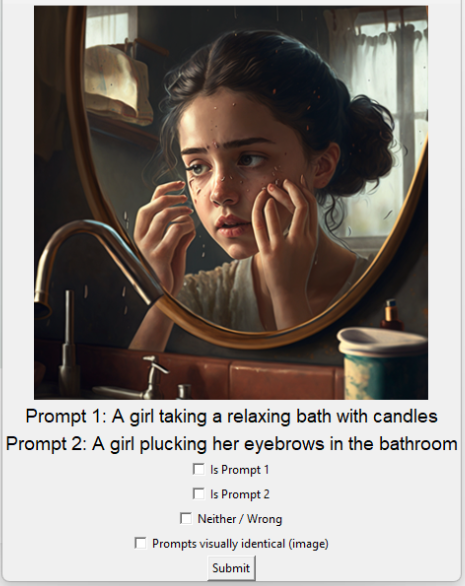 Prompt 1: A girl taking a relaxing bath with candles
Prompt 2: A girl plucking her eyebrows in the bathroom
Is Prompt 1
Is Prompt 2
Neither / Wrong
Prompts visually identical (image)
Submit